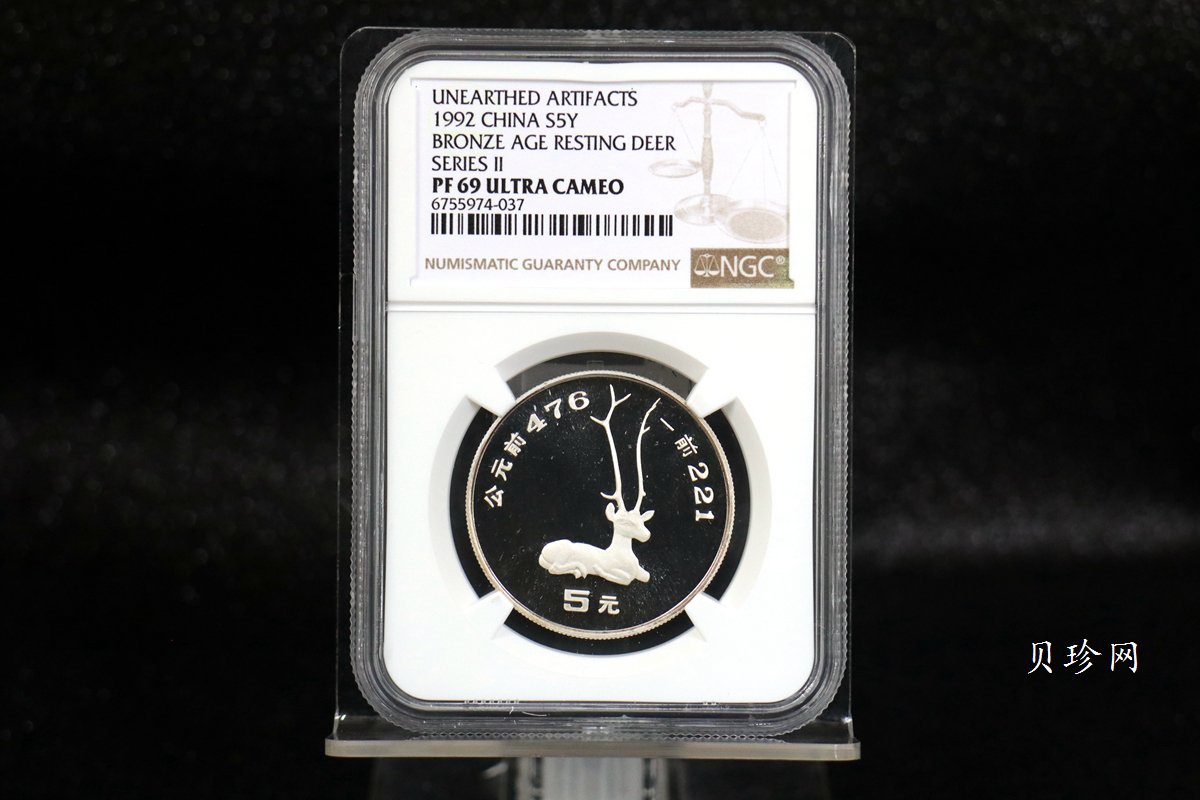 UNEARTHED ARTIFACTS
1992 CHINA S5Y
BRONZE AGE RESTING DEER
SERIES II
PF 69 ULTRA CAMEO
6755974-037
NUMISMATIC GUARANTY COMPANY
NGC®
公元前476
一前221
5元
贝珍网